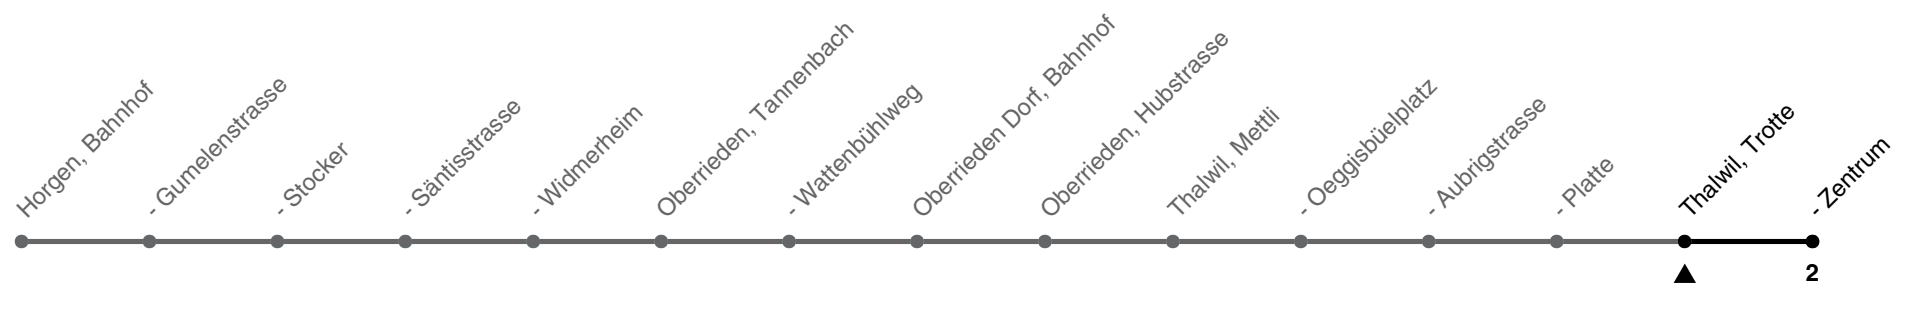 Horgen, Bahnhof
- Gumelenstrasse
- Stocker
- Säntisstrasse
- Widmerheim
Oberrieden, Tannenbach
- Wattenbühlweg
Oberrieden Dorf, Bahnhof
Oberrieden, Hubstrasse
Thalwil, Mettli
- Oeggisbüelplatz
- Aubrigstrasse
- Platte
Thalwil, Trotte
- Zentrum
2